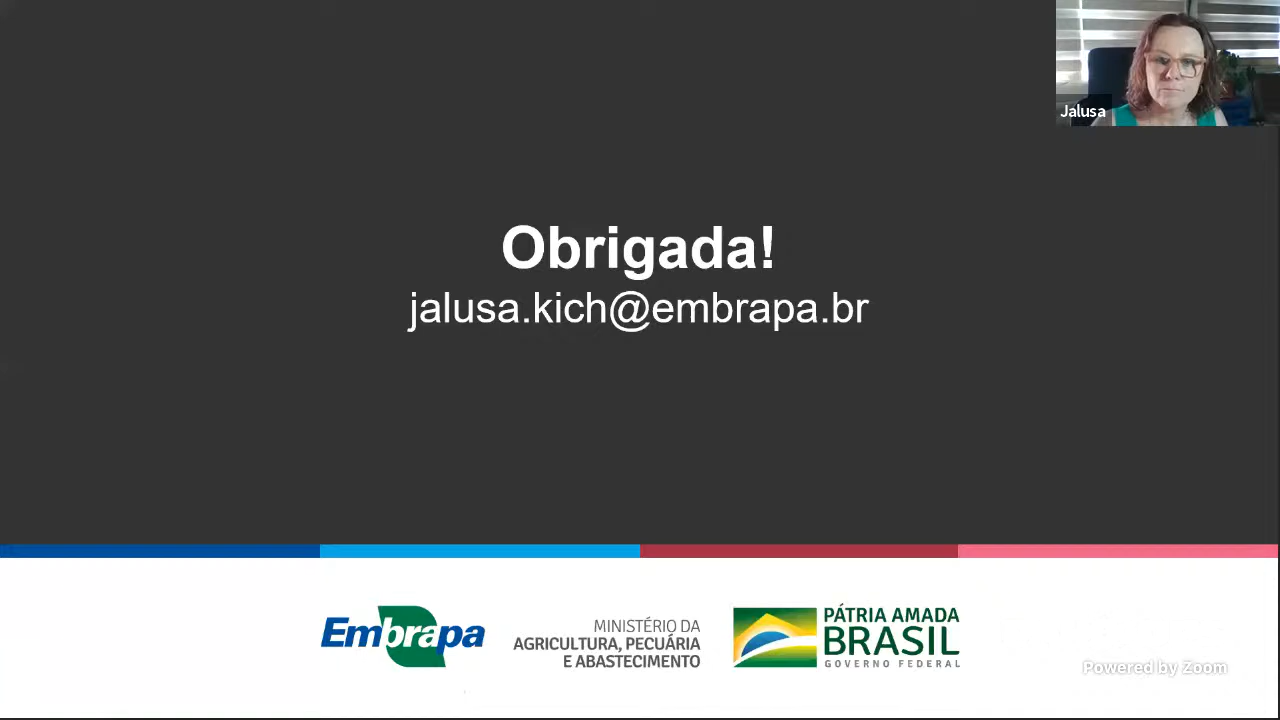 Jalusa
Obrigada!
jalusa.kich@embrapa.br
Embrapa
MINISTÉRIO DA
AGRICULTURA, PECUÁRIA
E ABASTECIMENTO
PÁTRIA AMADA
BRASIL
GOVERNO FEDERAL
Powered by Zoom